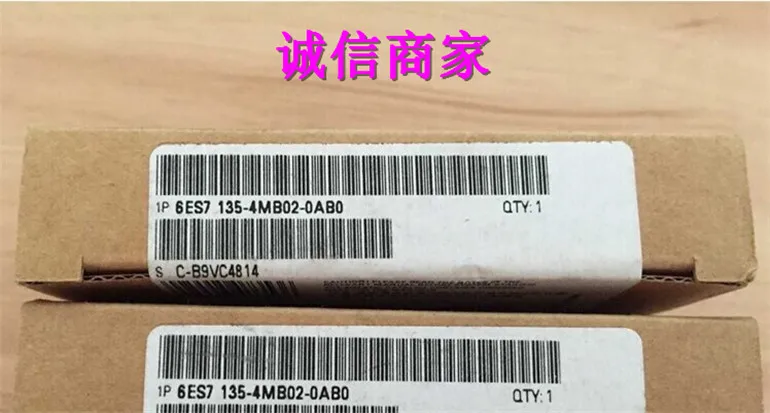 诚信商家
1P 6ES7 135-4MB02-0AB0 QTY: 1
S C-B9VC4814
1P 6ES7 135-4MB02-0AB0 QTY: 1